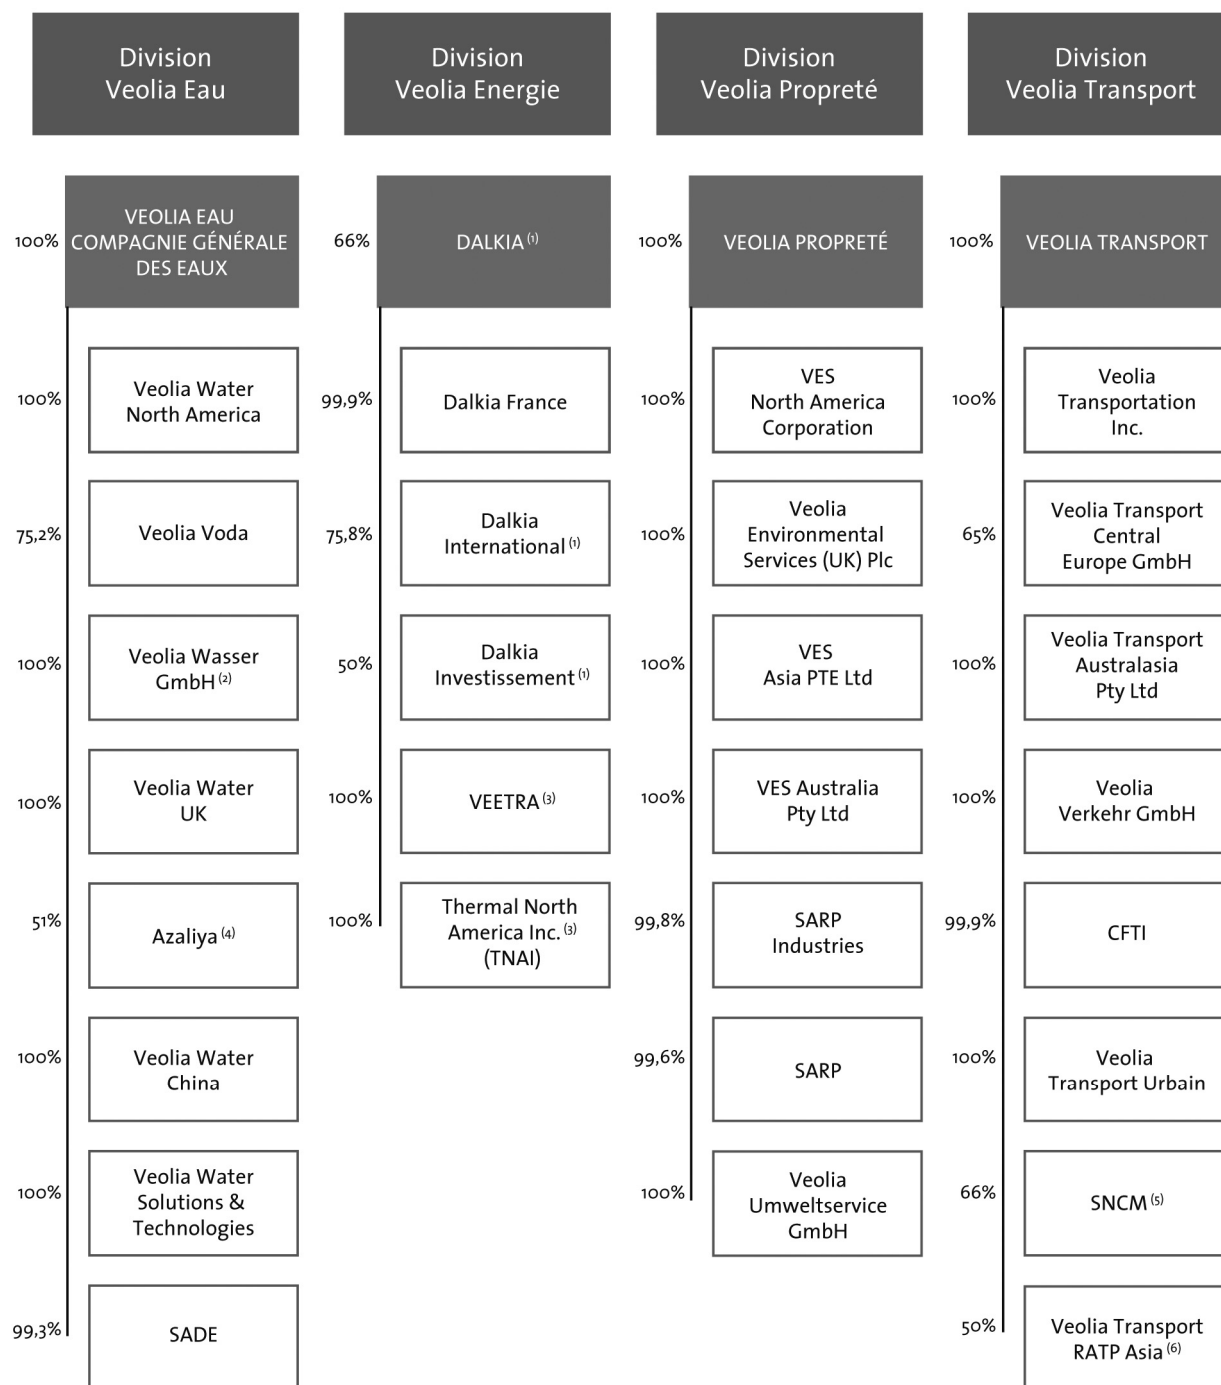 Division
Veolia Eau
100%
VEOLIA EAU
COMPAGNIE GÉNÉRALE
DES EAUX
100%
Veolia Water
North America
75,2%
Veolia Voda
100%
Veolia Wasser
GmbH (2)
100%
Veolia Water
UK
51%
Azaliya (4)
100%
Veolia Water
China
100%
Veolia Water
Solutions &
Technologies
99,3%
SADE
Division
Veolia Energie
66%
DALKIA (1)
99,9%
Dalkia France
75,8%
Dalkia
International (1)
50%
Dalkia
Investissement (1)
100%
VEETRA (3)
100%
Thermal North
America Inc. (3)
(TNAI)
Division
Veolia Propreté
100%
VEOLIA PROPRETÉ
100%
VES
North America
Corporation
100%
Veolia
Environmental
Services (UK) Plc
100%
VES
Asia PTE Ltd
100%
VES Australia
Pty Ltd
99,8%
SARP
Industries
99,6%
SARP
100%
Veolia
Umweltservice
GmbH
Division
Veolia Transport
100%
VEOLIA TRANSPORT
100%
Veolia
Transportation
Inc.
65%
Veolia Transport
Central
Europe GmbH
100%
Veolia Transport
Australasia
Pty Ltd
100%
Veolia
Verkehr GmbH
99,9%
CFTI
100%
Veolia
Transport Urbain
66%
SNCM (5)
50%
Veolia Transport
RATP Asia (6)